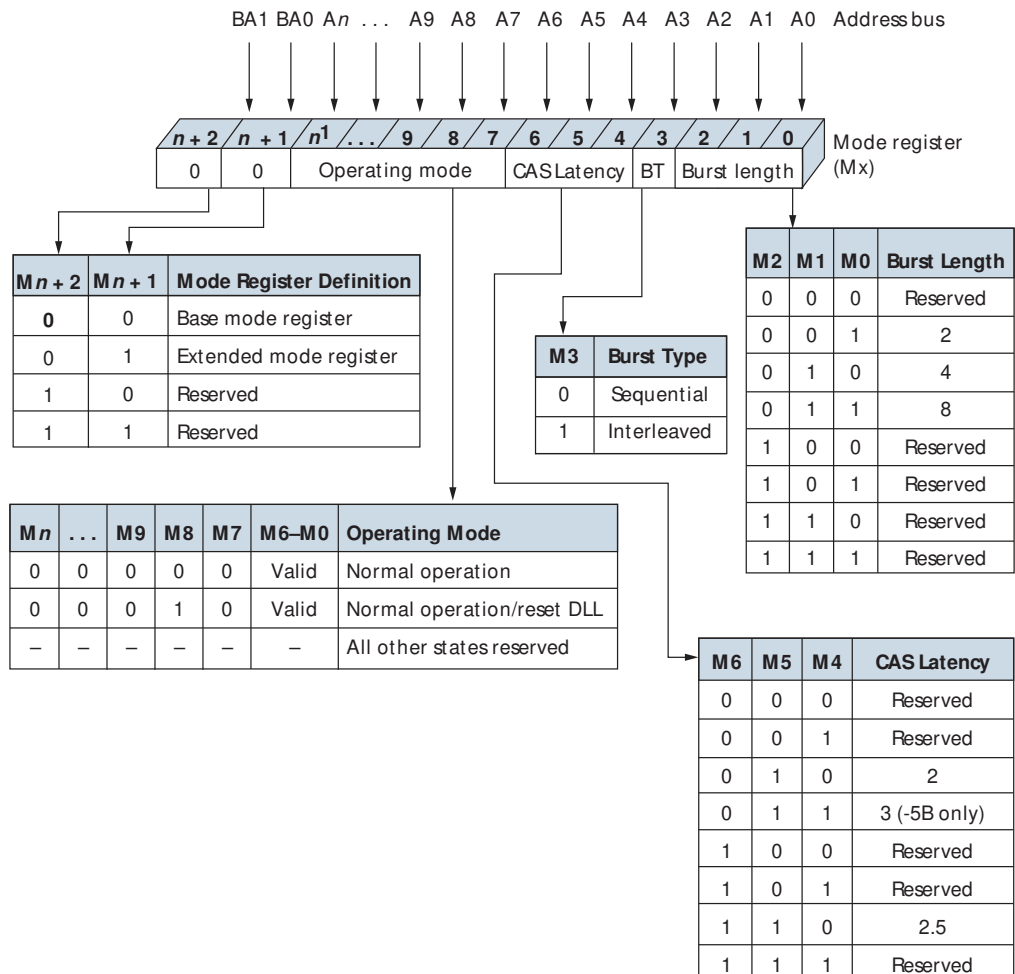 BA1 BA0 An ... A9 A8 A7 A6 A5 A4 A3 A2 A1 A0 Address bus
n + 2 n + 1 n1 ... 9 8 7 6 5 4 3 2 1 0 Mode register (Mx)
0 0 Operating mode CAS Latency BT Burst length
Mn + 2 Mn + 1 Mode Register Definition
0 0 Base mode register
0 1 Extended mode register
1 0 Reserved
1 1 Reserved
M3 Burst Type
0 Sequential
1 Interleaved
M2 M1 M0 Burst Length
0 0 0 Reserved
0 0 1 2
0 1 0 4
0 1 1 8
1 0 0 Reserved
1 0 1 Reserved
1 1 0 Reserved
1 1 1 Reserved
Mn ... M9 M8 M7 M6–M0 Operating Mode
0 0 0 0 0 Valid Normal operation
0 0 0 1 0 Valid Normal operation/reset DLL
– – – – – – All other states reserved
M6 M5 M4 CAS Latency
0 0 0 Reserved
0 0 1 Reserved
0 1 0 2
0 1 1 3 (-5B only)
1 0 0 Reserved
1 0 1 Reserved
1 1 0 2.5
1 1 1 Reserved